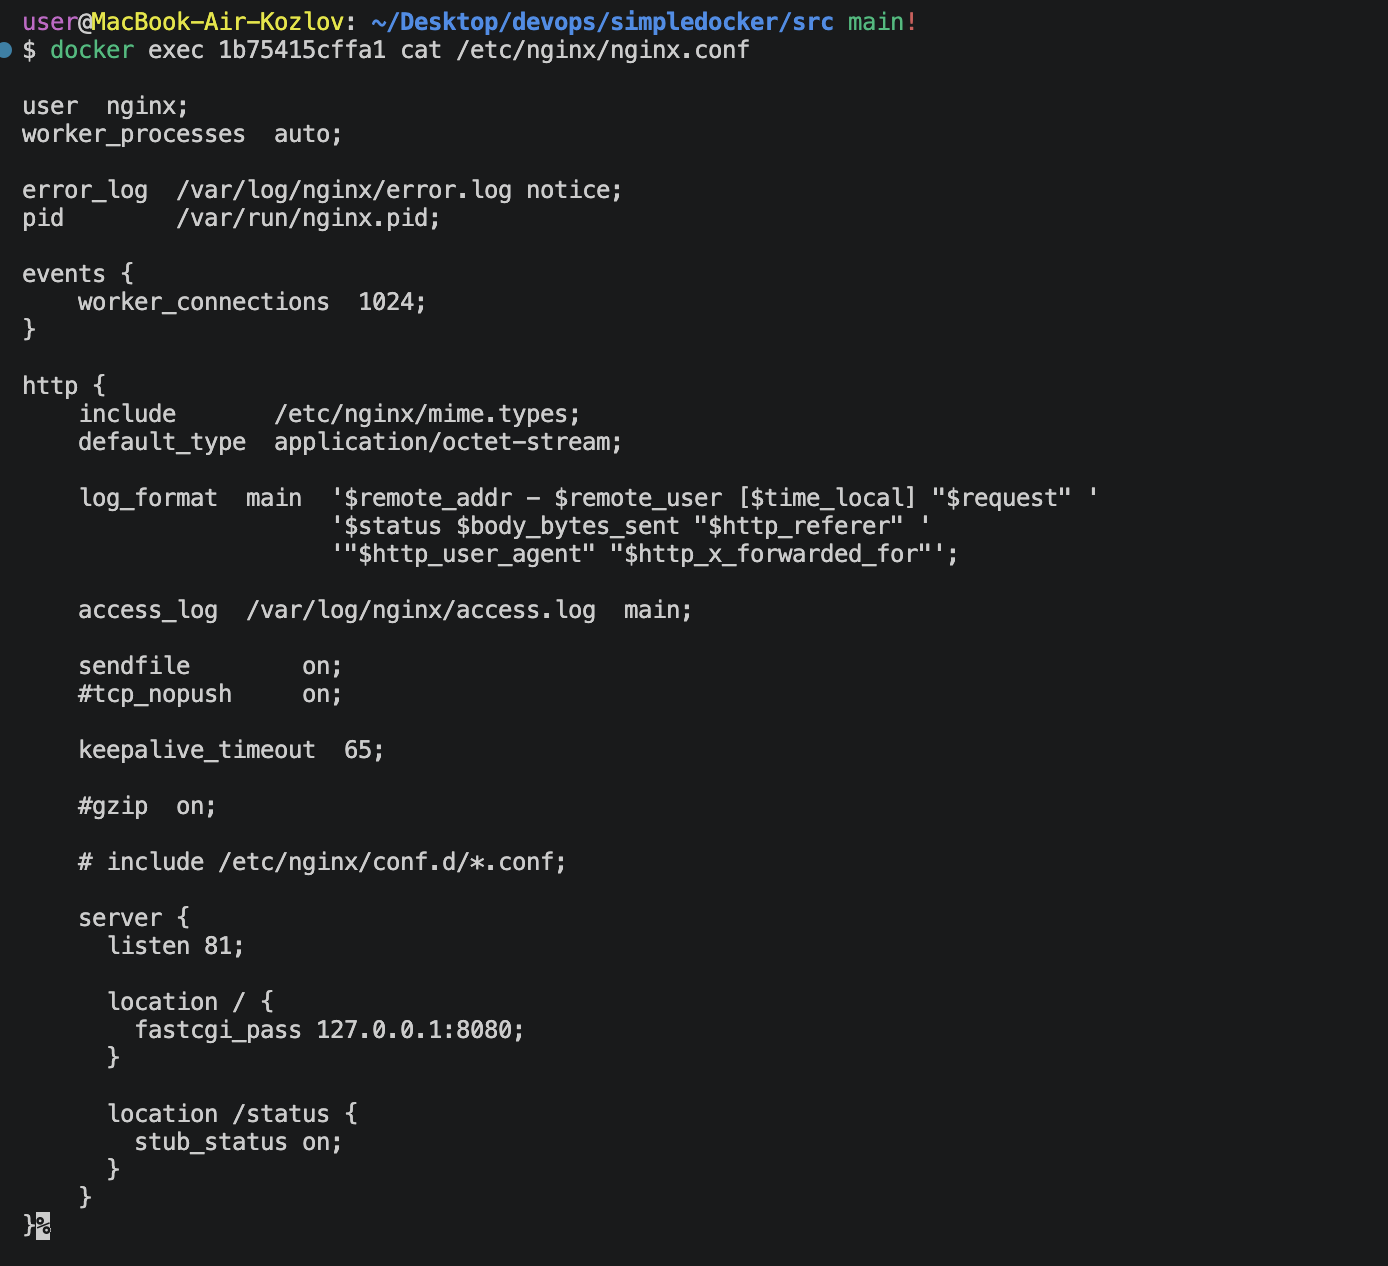 user@MacBook-Air-Kozlov: ~/Desktop/devops/simpledocker/src main!
$ docker exec 1b75415cffa1 cat /etc/nginx/nginx.conf

user  nginx;
worker_processes  auto;

error_log  /var/log/nginx/error.log notice;
pid        /var/run/nginx.pid;

events {
    worker_connections  1024;
}

http {
    include       /etc/nginx/mime.types;
    default_type  application/octet-stream;

    log_format  main  '$remote_addr - $remote_user [$time_local] "$request" '
                      '$status $body_bytes_sent "$http_referer" '
                      '"$http_user_agent" "$http_x_forwarded_for"';

    access_log  /var/log/nginx/access.log  main;

    sendfile        on;
    #tcp_nopush     on;

    keepalive_timeout  65;

    #gzip  on;

    # include /etc/nginx/conf.d/*.conf;

    server {
      listen 81;

      location / {
        fastcgi_pass 127.0.0.1:8080;
      }

      location /status {
        stub_status on;
      }
    }
}%